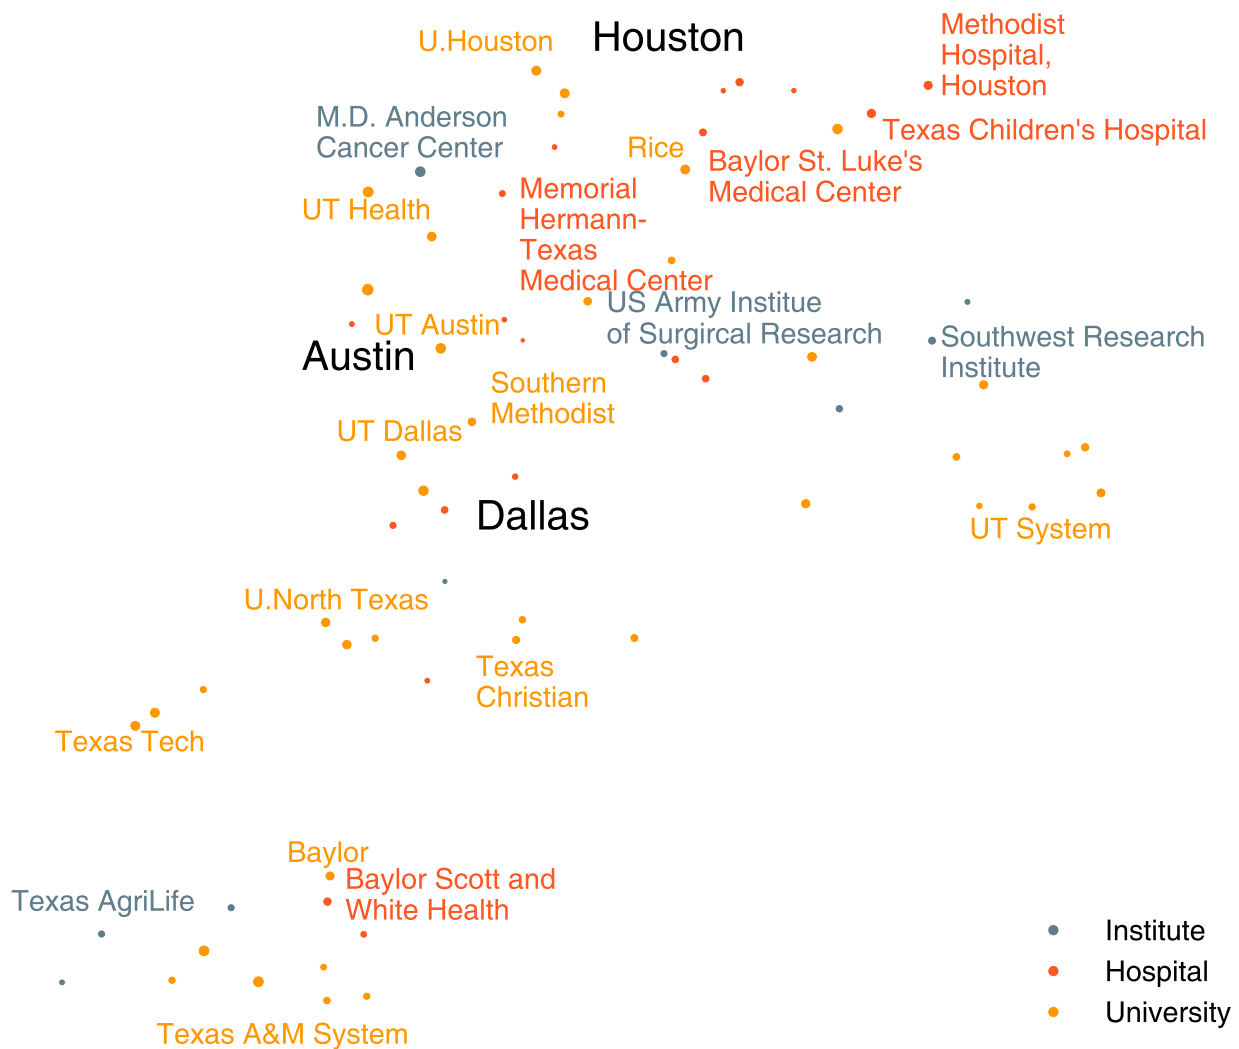 U.Houston
Houston
Methodist
Hospital,
Houston
M.D. Anderson
Cancer Center
Texas Children's Hospital
Rice
Baylor St. Luke's
Medical Center
UT Health
Memorial
Hermann-
Texas
Medical Center
US Army Institue
of Surgircal Research
UT Austin
Austin
Southwest Research
Institute
Southern
Methodist
UT Dallas
Dallas
UT System
U.North Texas
Texas
Christian
Texas Tech
Baylor
Baylor Scott and
White Health
Texas AgriLife
Texas A&M System
Institute
Hospital
University